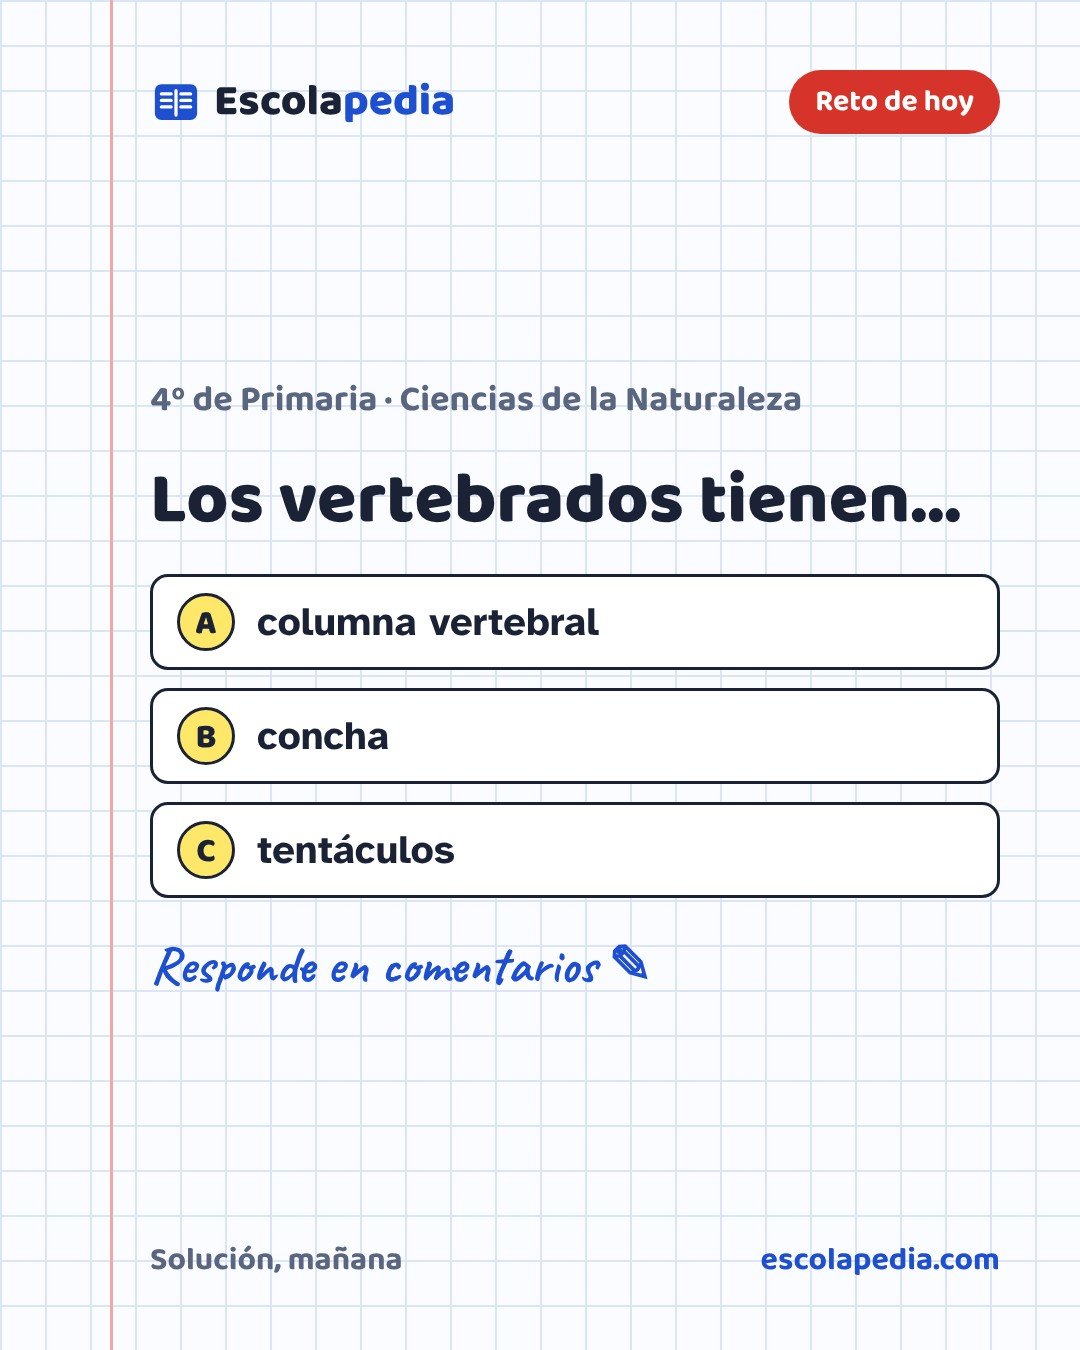 Escolapedia
Reto de hoy
4º de Primaria · Ciencias de la Naturaleza
Los vertebrados tienen...
A columna vertebral
B concha
C tentáculos
Responde en comentarios ✎
Solución, mañana
escolapedia.com